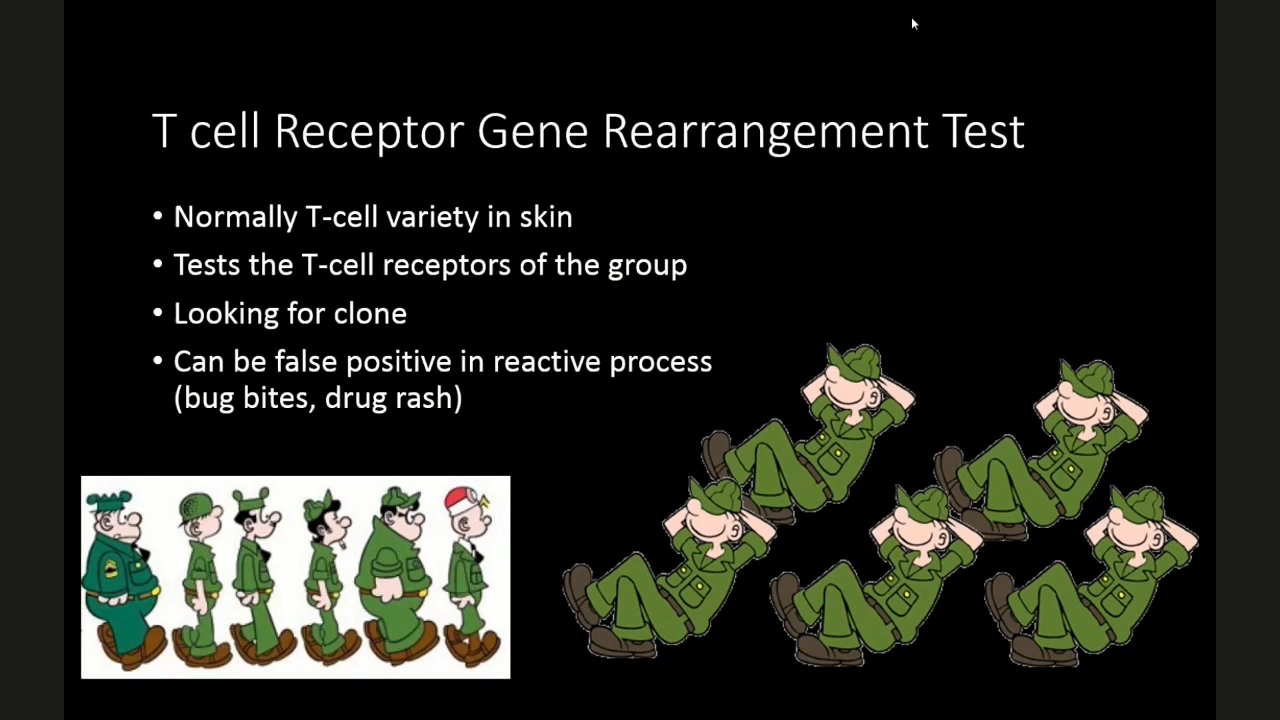 T cell Receptor Gene Rearrangement Test
• Normally T-cell variety in skin
• Tests the T-cell receptors of the group
• Looking for clone
• Can be false positive in reactive process
(bug bites, drug rash)